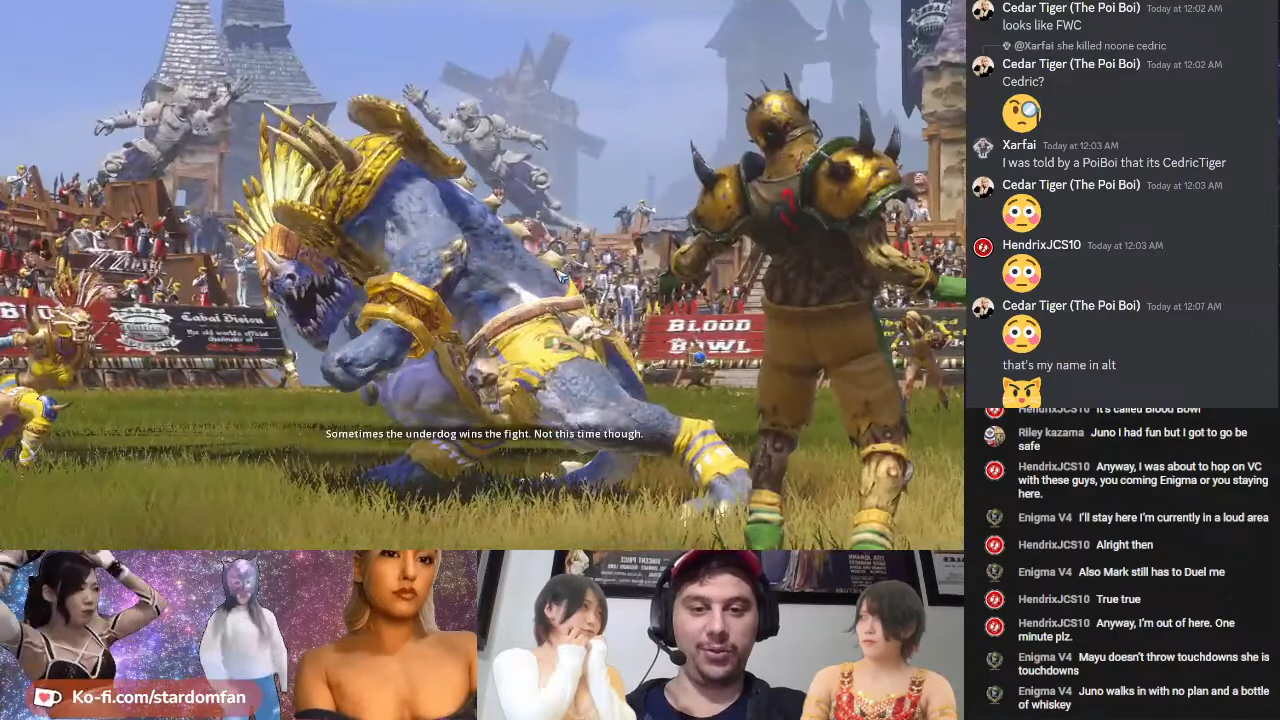 Cedar Tiger (The Poi Boi) Today at 12:02 AM
looks like FWC
@Xarfai she killed noone cedric
Cedar Tiger (The Poi Boi) Today at 12:02 AM
Cedric?
Xarfai Today at 12:03 AM
I was told by a PoiBoi that its CedricTiger
Cedar Tiger (The Poi Boi) Today at 12:03 AM
HendrixJCS10 Today at 12:03 AM
Cedar Tiger (The Poi Boi) Today at 12:07 AM
that's my name in alt
HendrixJCS10 It's called Blood Bowl
Riley kazama Juno I had fun but I got to go be
safe
HendrixJCS10 Anyway, I was about to hop on VC
with these guys, you coming Enigma or you staying
here.
Enigma V4 I'll stay here I'm currently in a loud area
HendrixJCS10 Alright then
Enigma V4 Also Mark still has to Duel me
HendrixJCS10 True true
HendrixJCS10 Anyway, I'm out of here. One
minute plz.
Enigma V4 Mayu doesn't throw touchdowns she is
touchdowns
Enigma V4 Juno walks in with no plan and a bottle
of whiskey
Cabal Vision
BLOOD
BOWL
Sometimes the underdog wins the fight. Not this time though.
Ko-fi.com/stardomfan